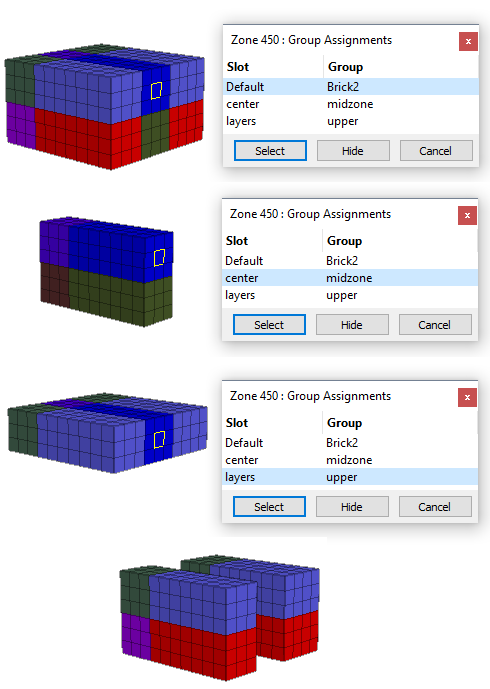 Zone 450 : Group Assignments
x
Slot Group
Default Brick2
center midzone
layers upper
Select Hide Cancel
Zone 450 : Group Assignments
x
Slot Group
Default Brick2
center midzone
layers upper
Select Hide Cancel
Zone 450 : Group Assignments
x
Slot Group
Default Brick2
center midzone
layers upper
Select Hide Cancel